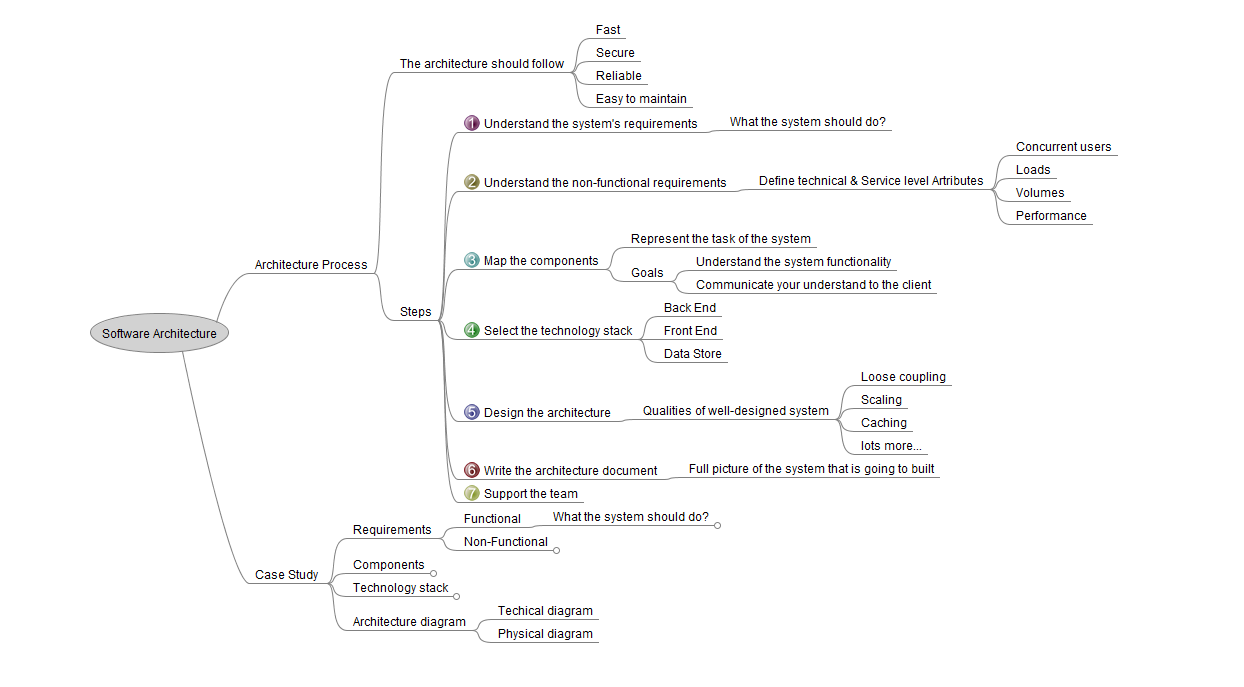 Software Architecture
Architecture Process
The architecture should follow
Fast
Secure
Reliable
Easy to maintain
Steps
1 Understand the system's requirements
What the system should do?
2 Understand the non-functional requirements
Define technical & Service level Artributes
Concurrent users
Loads
Volumes
Performance
3 Map the components
Represent the task of the system
Goals
Understand the system functionality
Communicate your understand to the client
4 Select the technology stack
Back End
Front End
Data Store
5 Design the architecture
Qualities of well-designed system
Loose coupling
Scaling
Caching
lots more...
6 Write the architecture document
Full picture of the system that is going to built
7 Support the team
Case Study
Requirements
Functional
What the system should do?
Non-Functional
Components
Technology stack
Architecture diagram
Techical diagram
Physical diagram